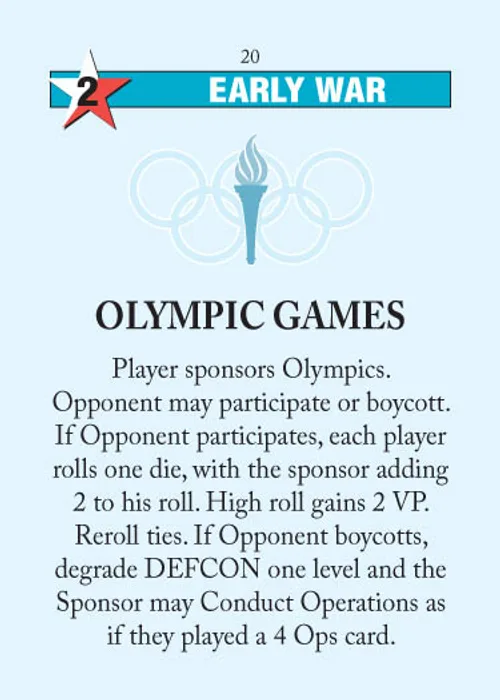 20
2 EARLY WAR
OLYMPIC GAMES
Player sponsors Olympics.
Opponent may participate or boycott.
If Opponent participates, each player
rolls one die, with the sponsor adding
2 to his roll. High roll gains 2 VP.
Reroll ties. If Opponent boycotts,
degrade DEFCON one level and the
Sponsor may Conduct Operations as
if they played a 4 Ops card.